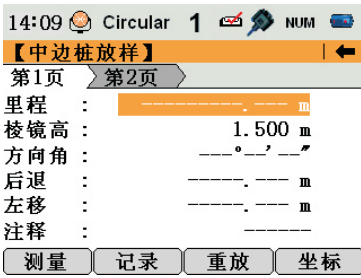 14:09 Circular 1 NUM
【中边桩放样】
第1页 第2页
里程 : ---------.--- m
棱镜高 : 1.500 m
方向角 : ---°--′--″
后退 : -----.--- m
左移 : -----.--- m
注释 : ------
测量 记录 重放 坐标